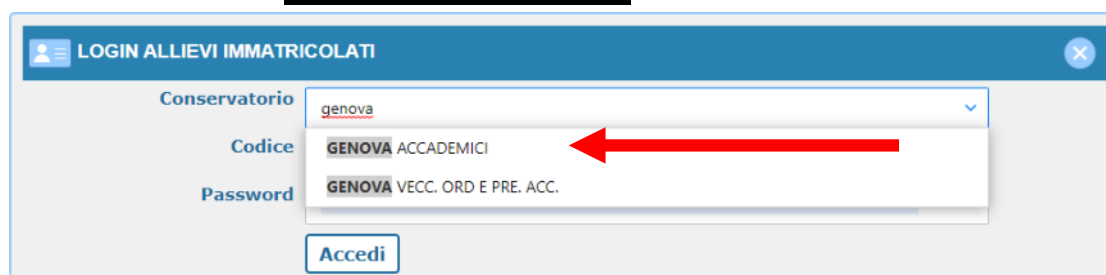 LOGIN ALLIEVI IMMATRICOLATI
Conservatorio genova
Codice
GENOVA ACCADEMICI
GENOVA VECC. ORD E PRE. ACC.
Password
Accedi